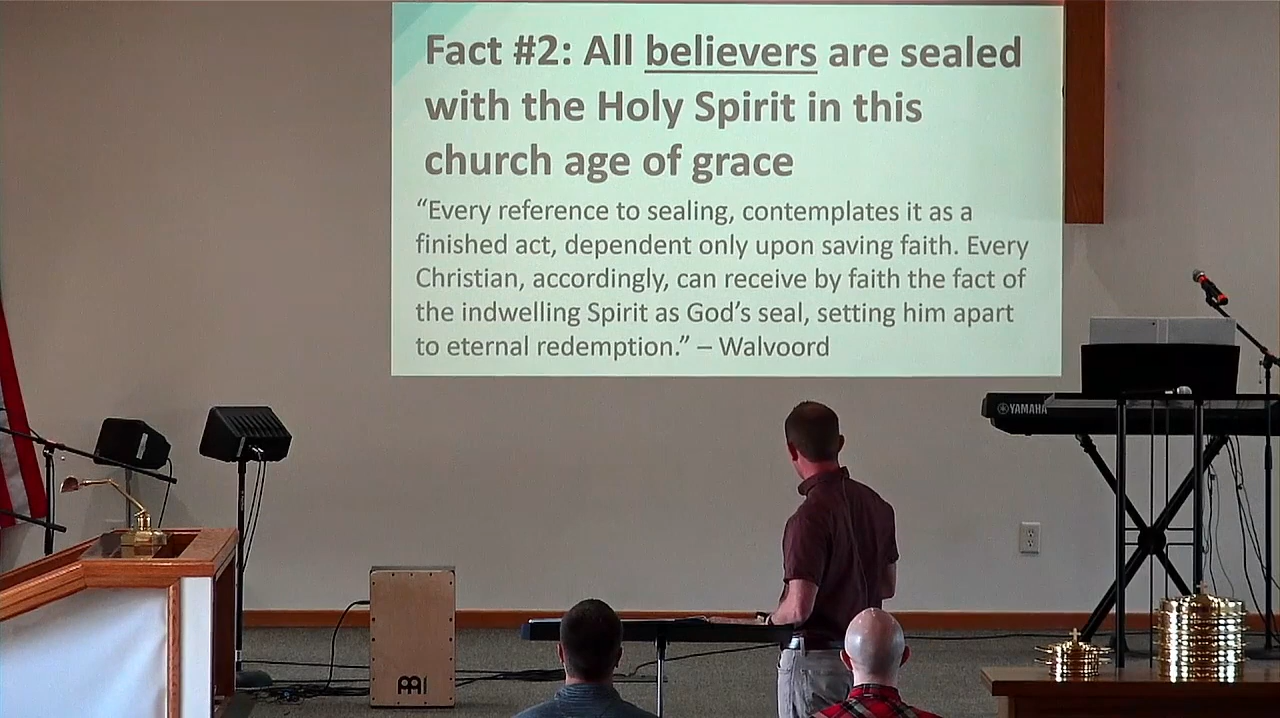 Fact #2: All believers are sealed
with the Holy Spirit in this
church age of grace
“Every reference to sealing, contemplates it as a
finished act, dependent only upon saving faith. Every
Christian, accordingly, can receive by faith the fact of
the indwelling Spirit as God’s seal, setting him apart
to eternal redemption.” – Walvoord
YAMAHA